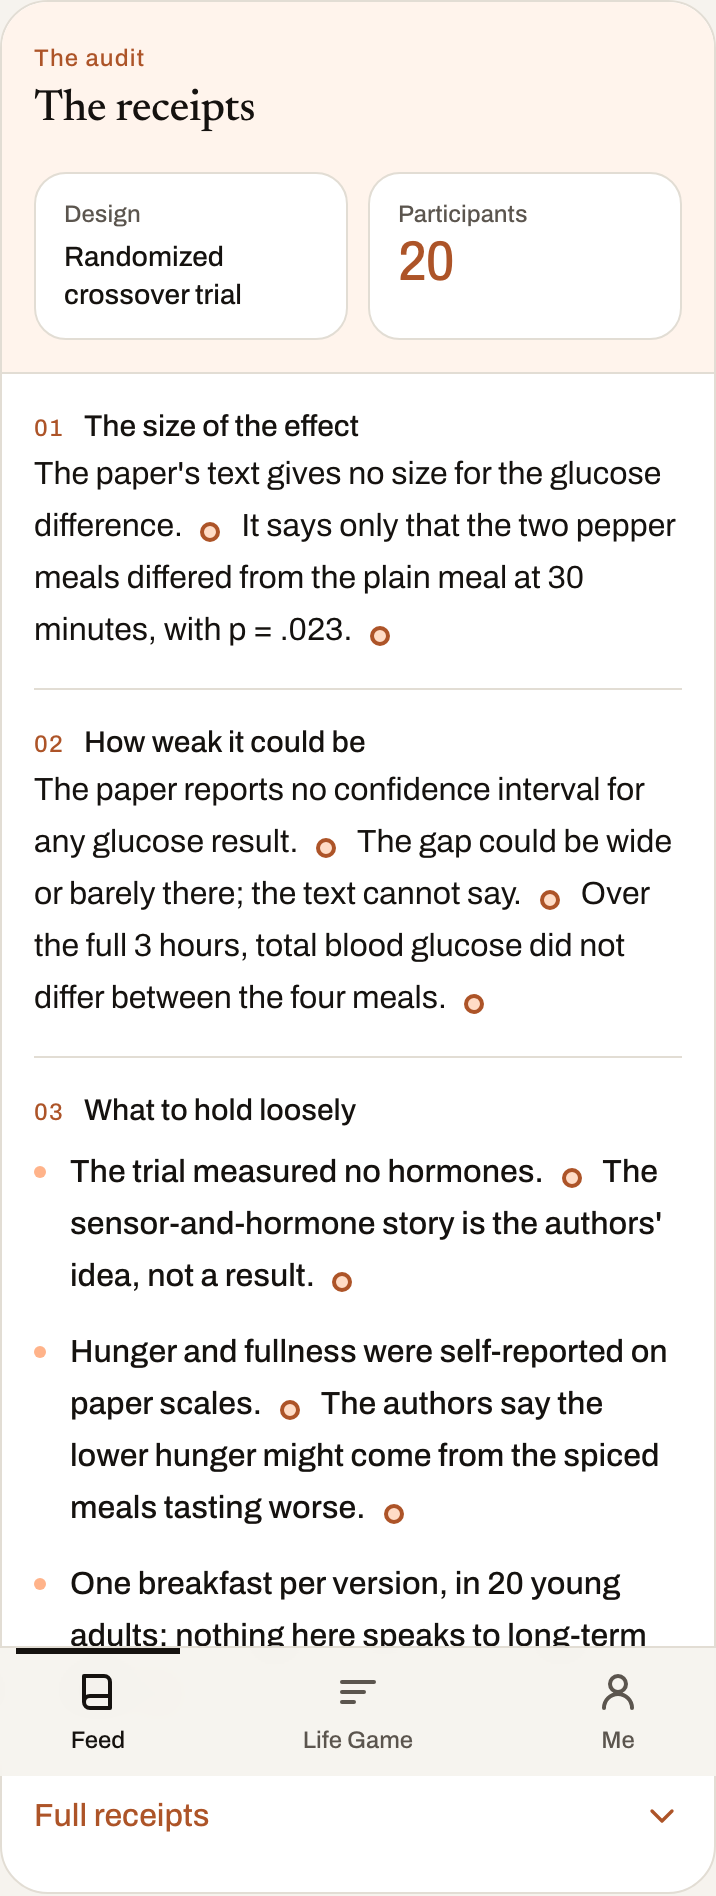 The audit
The receipts
Design
Randomized
crossover trial
Participants
20
01 The size of the effect
The paper's text gives no size for the glucose
difference. It says only that the two pepper
meals differed from the plain meal at 30
minutes, with p = .023.
02 How weak it could be
The paper reports no confidence interval for
any glucose result. The gap could be wide
or barely there; the text cannot say. Over
the full 3 hours, total blood glucose did not
differ between the four meals.
03 What to hold loosely
The trial measured no hormones. The
sensor-and-hormone story is the authors'
idea, not a result.
Hunger and fullness were self-reported on
paper scales. The authors say the
lower hunger might come from the spiced
meals tasting worse.
One breakfast per version, in 20 young
adults: nothing here speaks to long-term
Feed
Life Game
Me
Full receipts